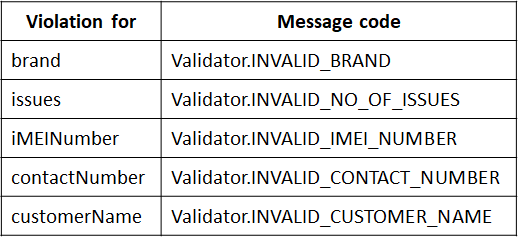 Violation for Message code
brand Validator.INVALID_BRAND
issues Validator.INVALID_NO_OF_ISSUES
iMEINumber Validator.INVALID_IMEI_NUMBER
contactNumber Validator.INVALID_CONTACT_NUMBER
customerName Validator.INVALID_CUSTOMER_NAME